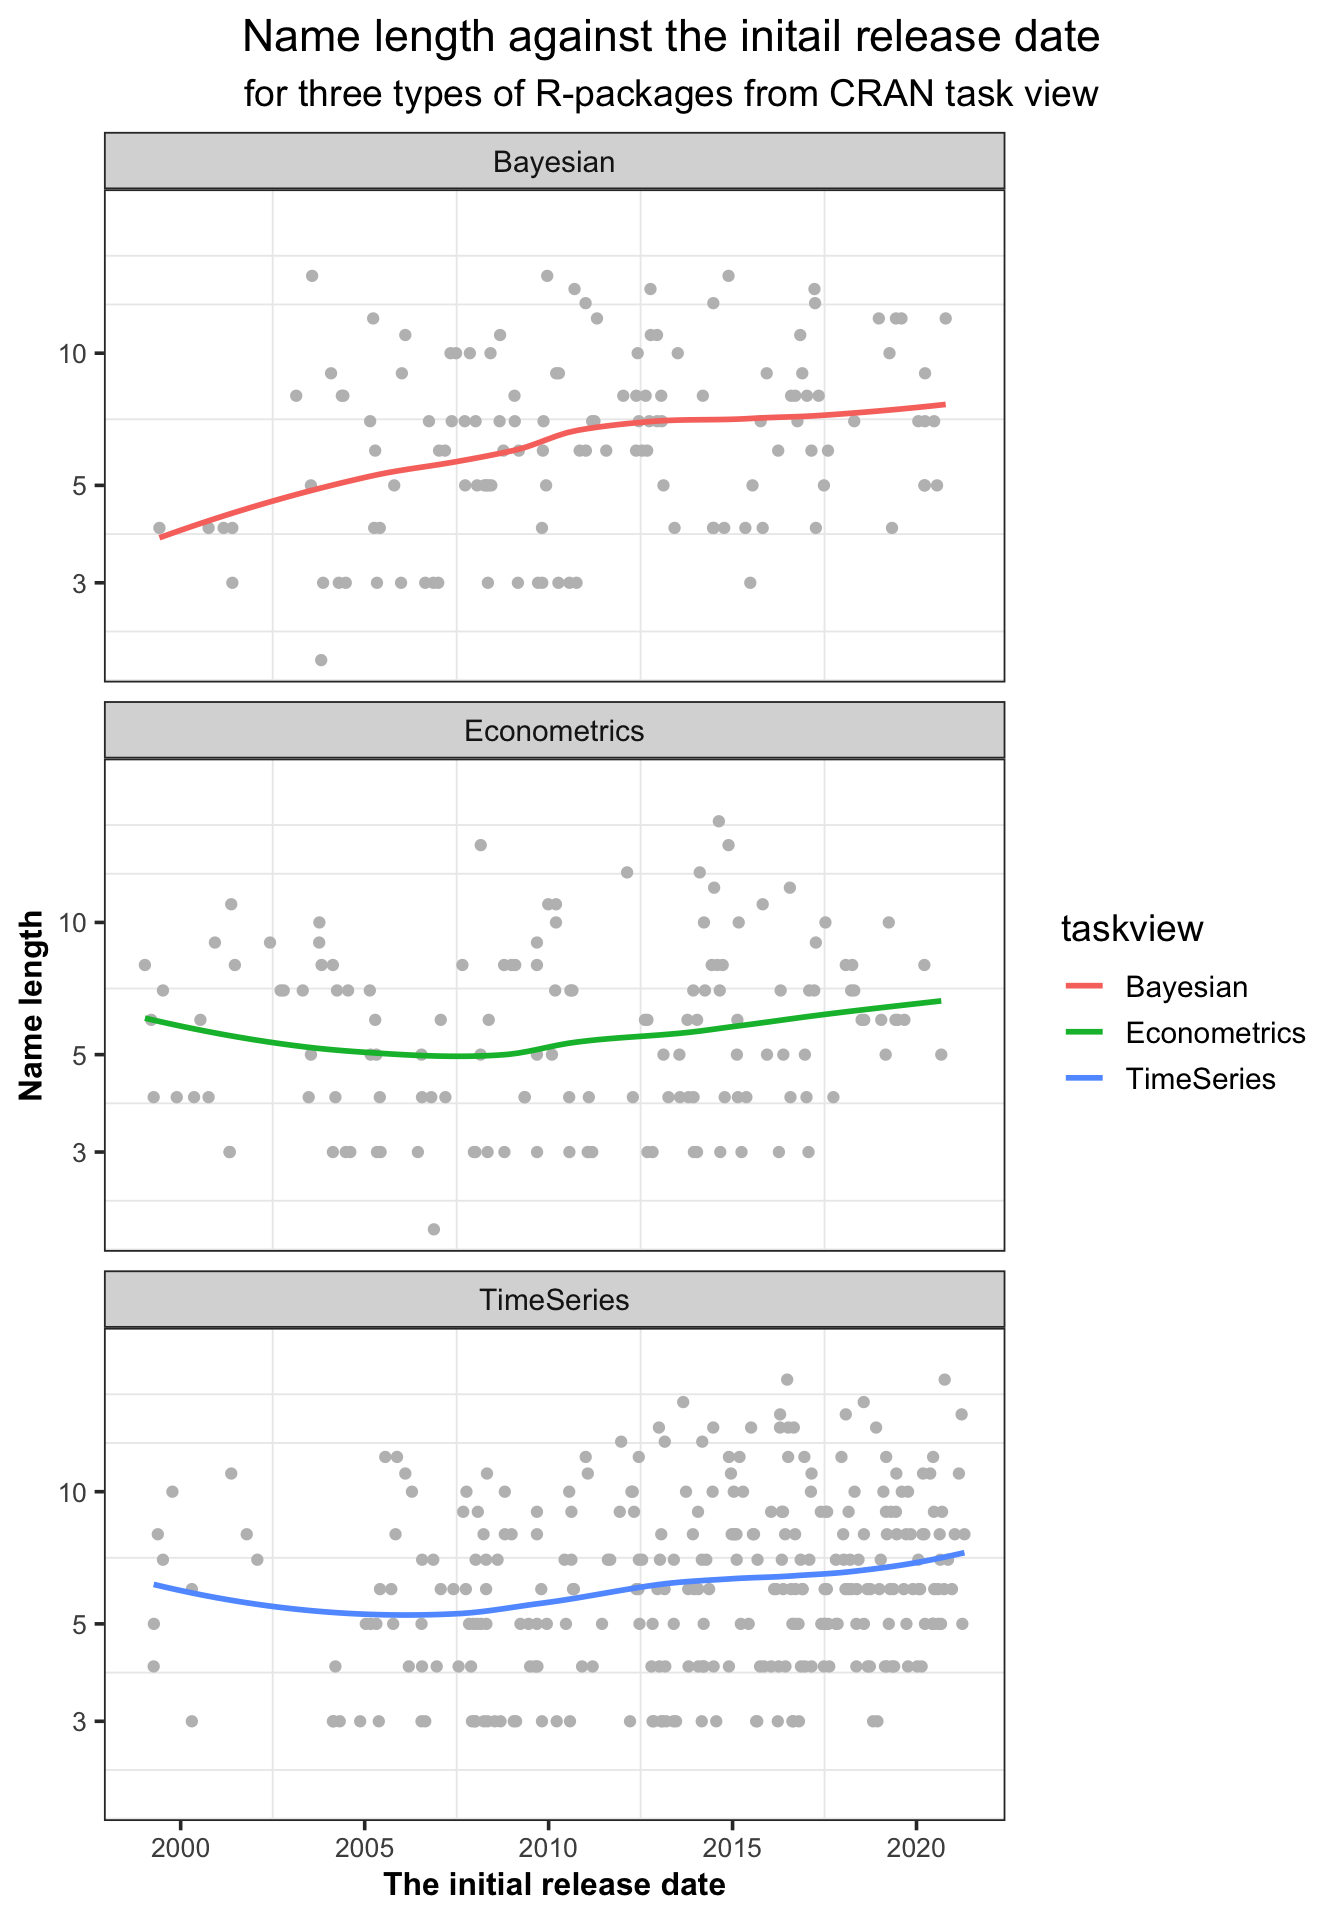 Name length against the initail release date
for three types of R-packages from CRAN task view
Bayesian
10
5
3
Econometrics
10
5
3
Name length
taskview
Bayesian
Econometrics
TimeSeries
TimeSeries
10
5
3
2000 2005 2010 2015 2020
The initial release date